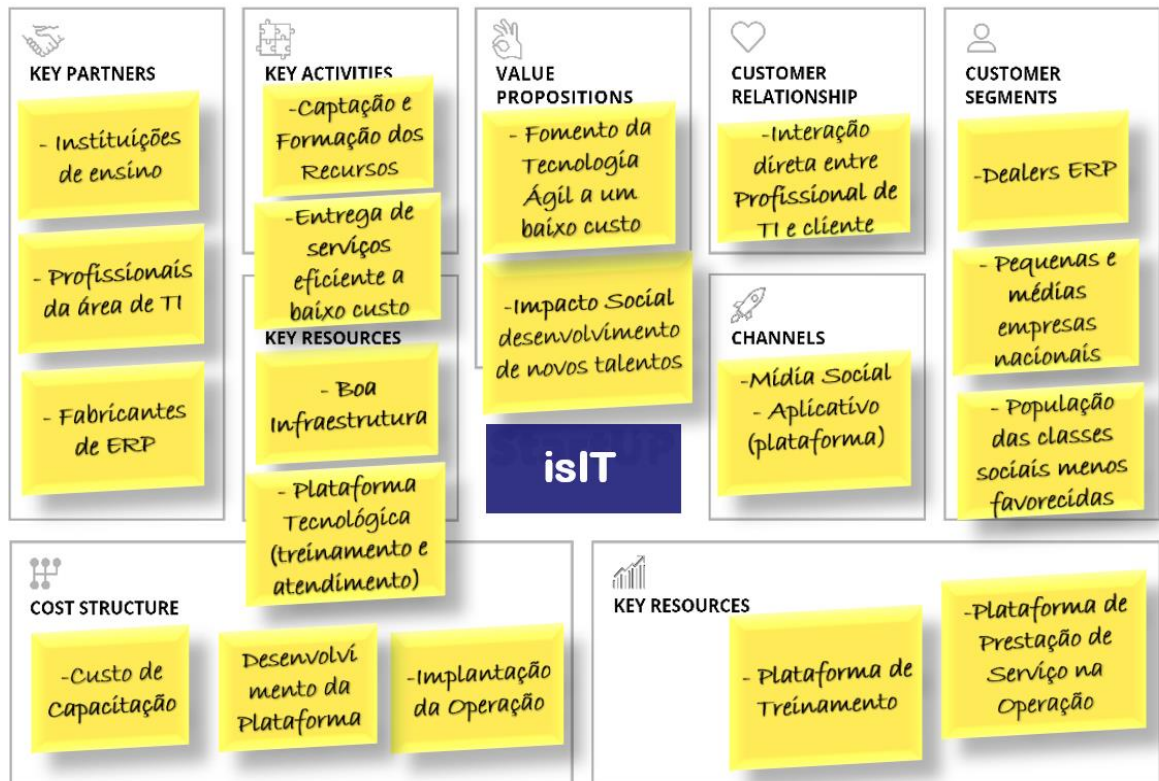 KEY PARTNERS
- Instituições
de ensino
- Profissionais
da área de TI
- Fabricantes
de ERP
KEY ACTIVITIES
-Captação e
Formação dos
Recursos
-Entrega de
serviços
eficiente a
baixo custo
KEY RESOURCES
- Boa
Infraestrutura
- Plataforma
Tecnológica
(treinamento e
atendimento)
VALUE
PROPOSITIONS
- Fomento da
Tecnologia
Ágil a um
baixo custo
-Impacto Social
desenvolvimento
de novos talentos
StartUP
isIT
CUSTOMER
RELATIONSHIP
-Interação
direta entre
Profissional de
TI e cliente
CHANNELS
-Mídia Social
- Aplicativo
(plataforma)
CUSTOMER
SEGMENTS
-Dealers ERP
- Pequenas e
médias
empresas
nacionais
- População
das classes
sociais menos
favorecidas
COST STRUCTURE
-Custo de
Capacitação
Desenvolvi
mento da
Plataforma
-Implantação
da Operação
KEY RESOURCES
- Plataforma de
Treinamento
-Plataforma de
Prestação de
Serviço na
Operação